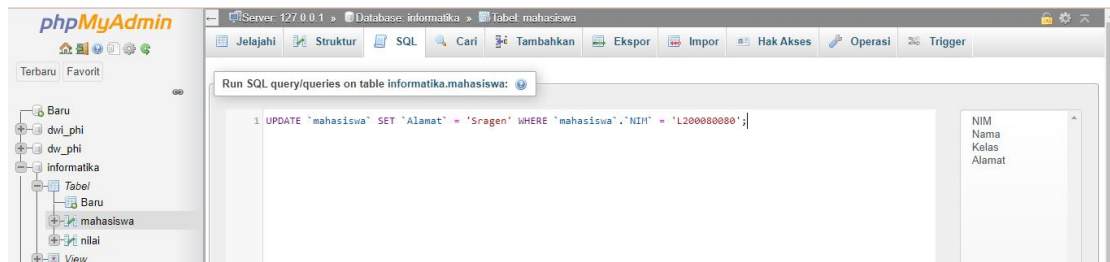 phpMyAdmin
Terbaru Favorit
Baru
dwi_phi
dw_phi
informatika
Tabel
Baru
mahasiswa
nilai
View
Server: 127.0.0.1 » Database: informatika » Tabel: mahasiswa
Jelajahi Struktur SQL Cari Tambahkan Ekspor Impor Hak Akses Operasi Trigger
Run SQL query/queries on table informatika.mahasiswa:
1 UPDATE `mahasiswa` SET `Alamat` = 'Sragen' WHERE `mahasiswa`.`NIM` = 'L200080080';
NIM
Nama
Kelas
Alamat